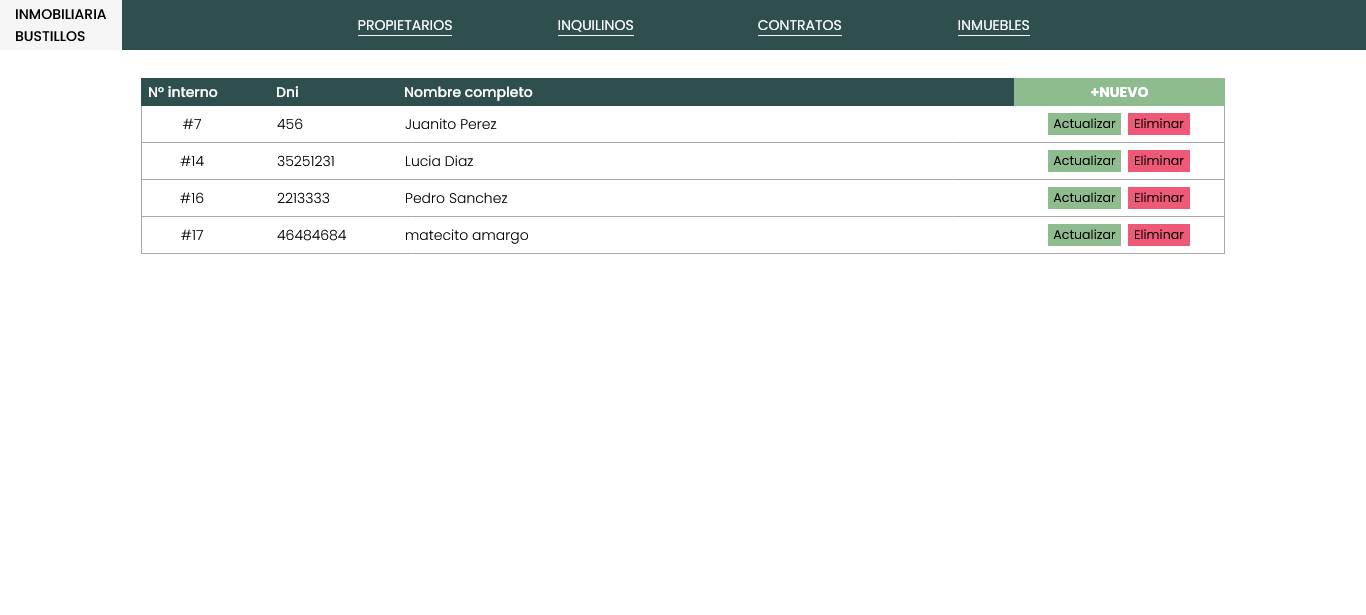 INMOBILIARIA
BUSTILLOS
PROPIETARIOS INQUILINOS CONTRATOS INMUEBLES
Nº interno Dni Nombre completo +NUEVO
#7 456 Juanito Perez Actualizar Eliminar
#14 35251231 Lucia Diaz Actualizar Eliminar
#16 2213333 Pedro Sanchez Actualizar Eliminar
#17 46484684 matecito amargo Actualizar Eliminar